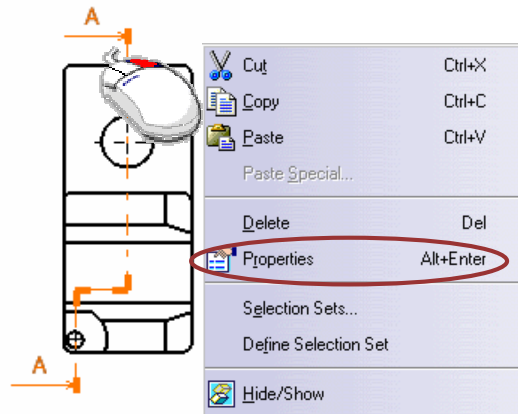 A
Cut Ctrl+X
Copy Ctrl+C
Paste Ctrl+V
Paste Special...
Delete Del
Properties Alt+Enter
Selection Sets...
Define Selection Set
A
Hide/Show